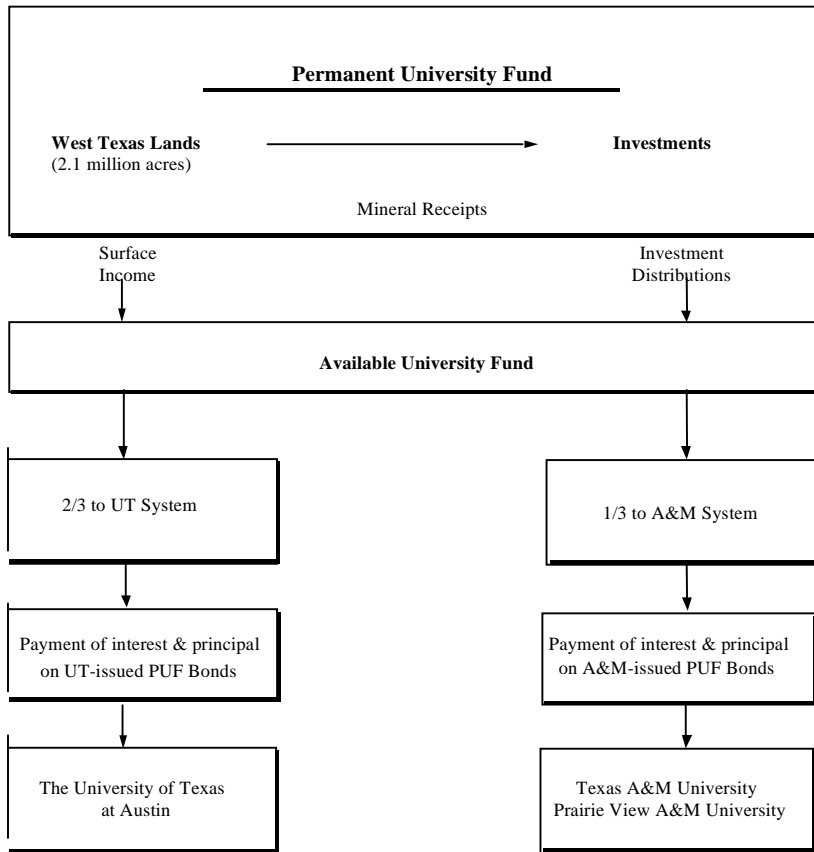 Permanent University Fund
West Texas Lands
(2.1 million acres)
Investments
Mineral Receipts
Surface
Income
Investment
Distributions
Available University Fund
2/3 to UT System
1/3 to A&M System
Payment of interest & principal
on UT-issued PUF Bonds
Payment of interest & principal
on A&M-issued PUF Bonds
The University of Texas
at Austin
Texas A&M University
Prairie View A&M University